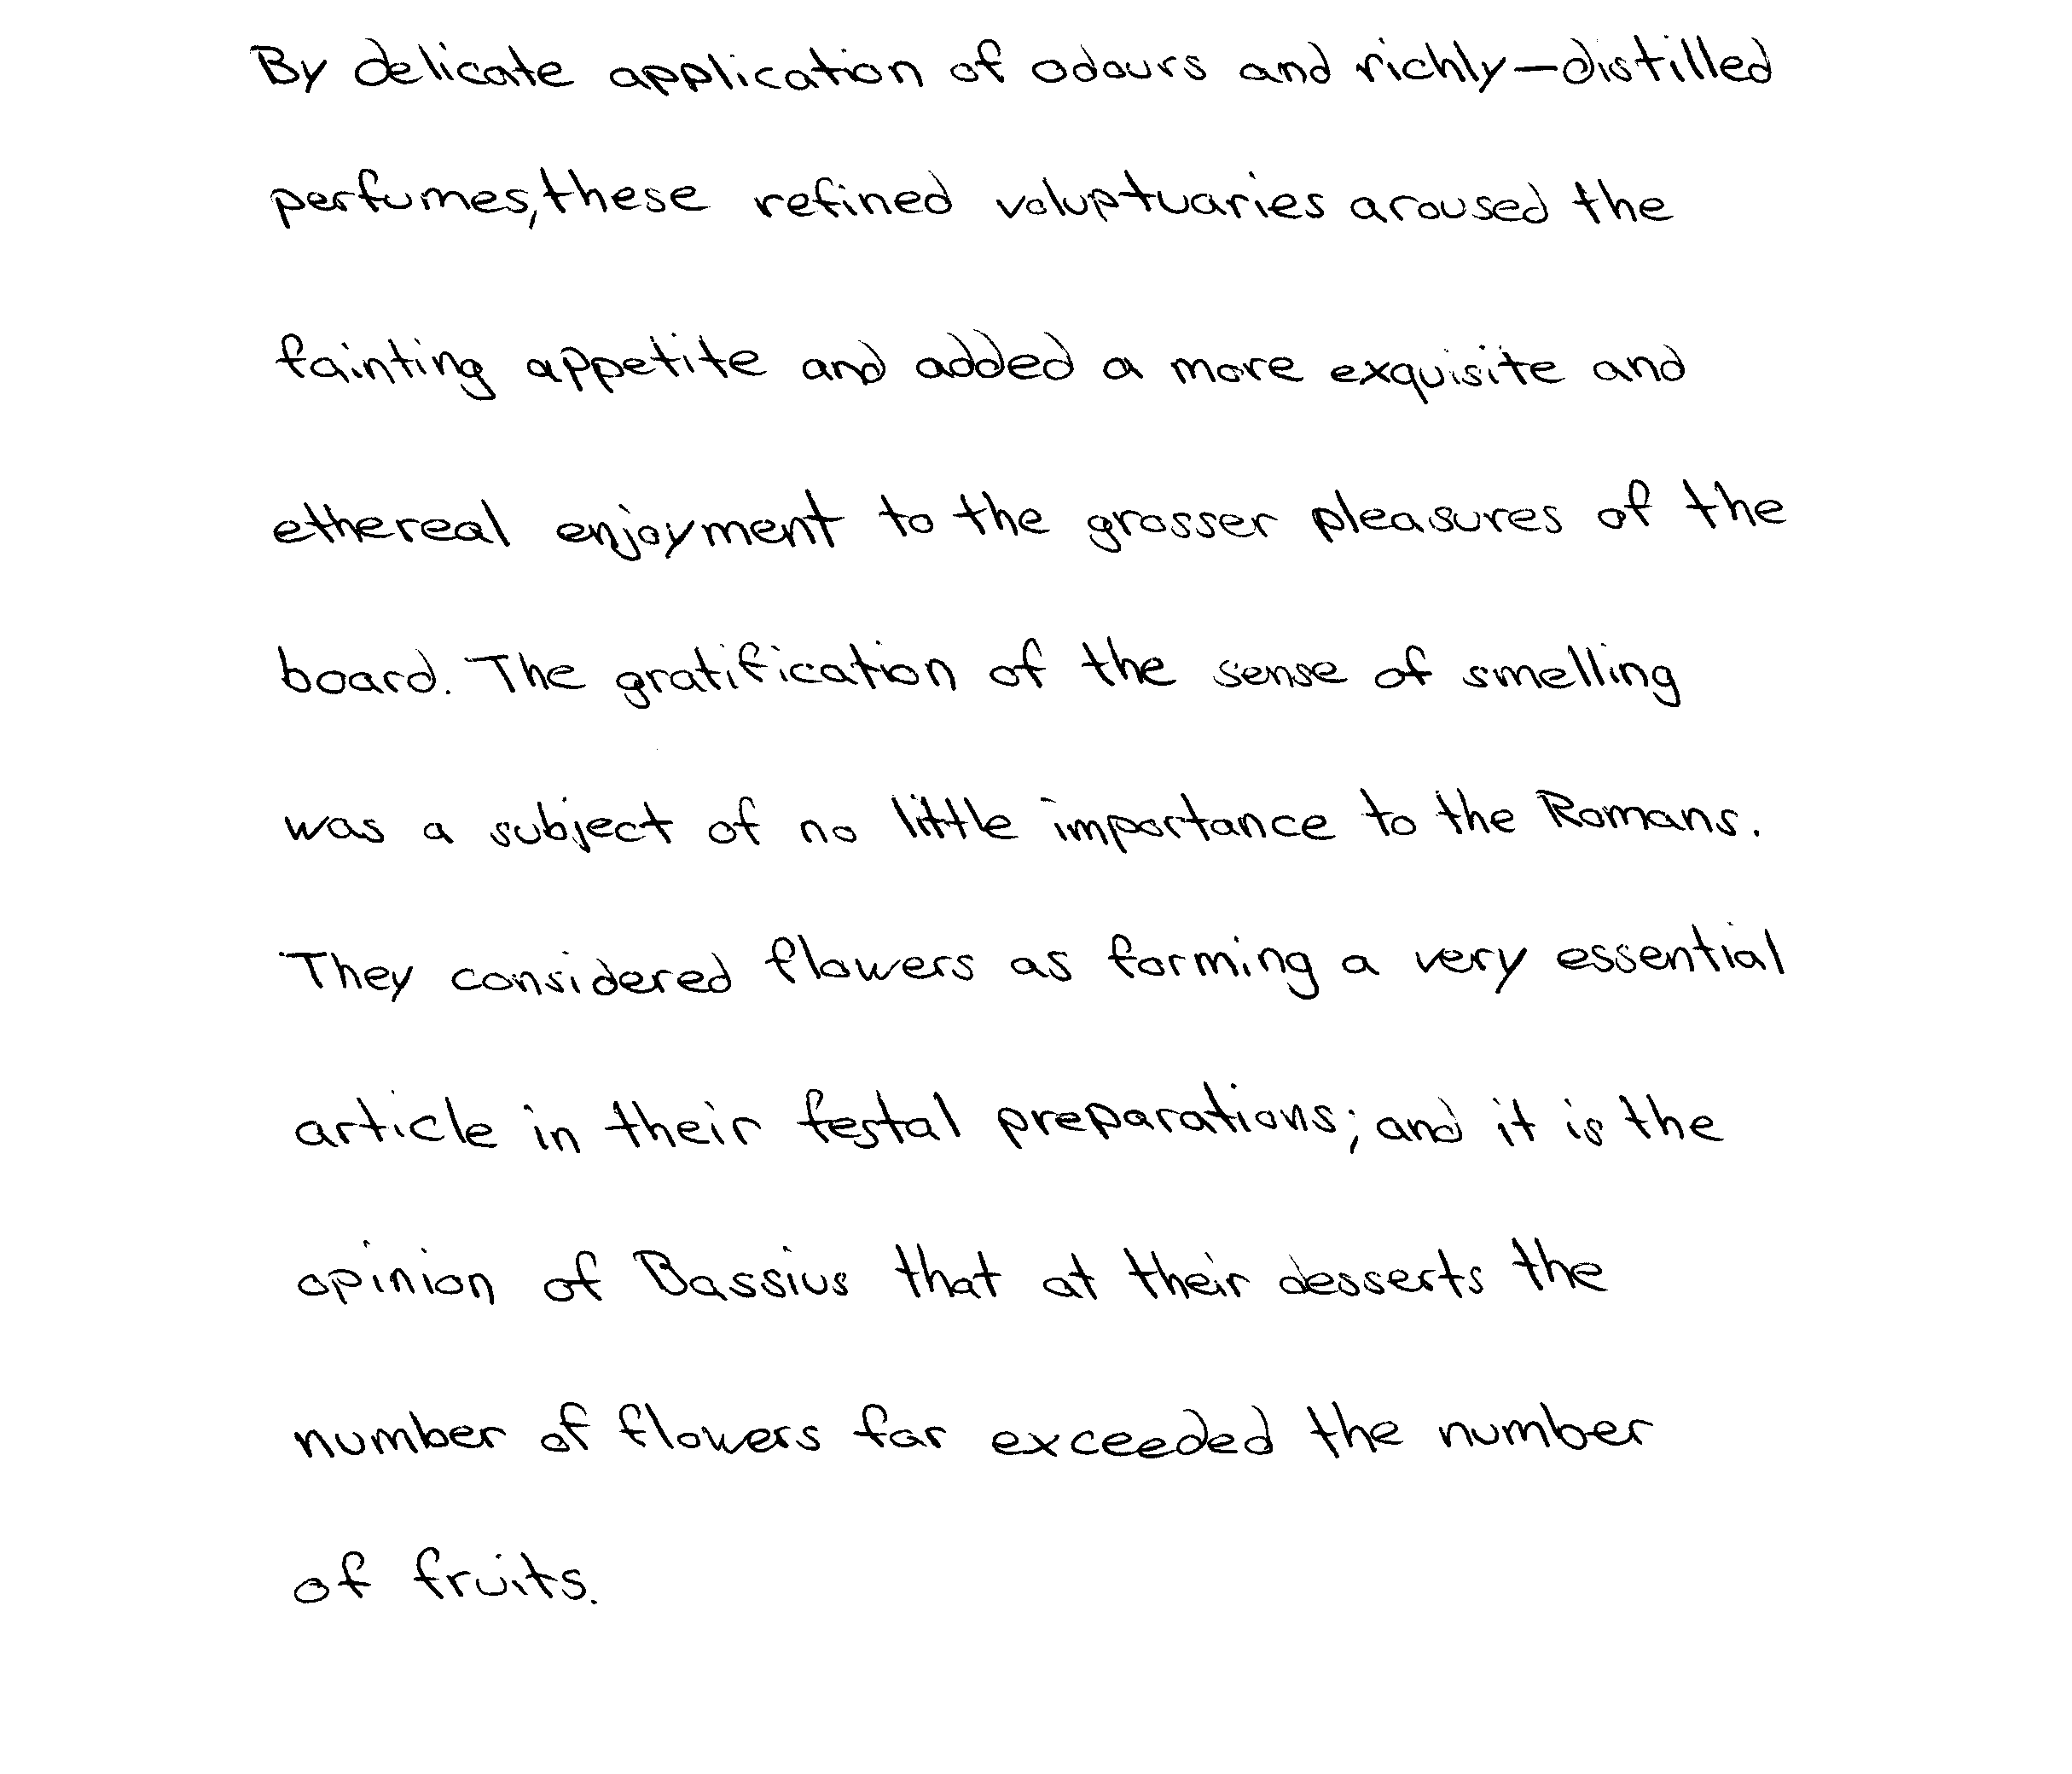 By delicate application of odours and richly-distilled
perfumes, these refined voluptuaries aroused the
fainting appetite and added a more exquisite and
ethereal enjoyment to the grosser pleasures of the
board. The gratification of the sense of smelling
was a subject of no little importance to the Romans.
They considered flowers as forming a very essential
article in their festal preparations; and it is the
opinion of Bassius that at their desserts the
number of flowers far exceeded the number
of fruits.